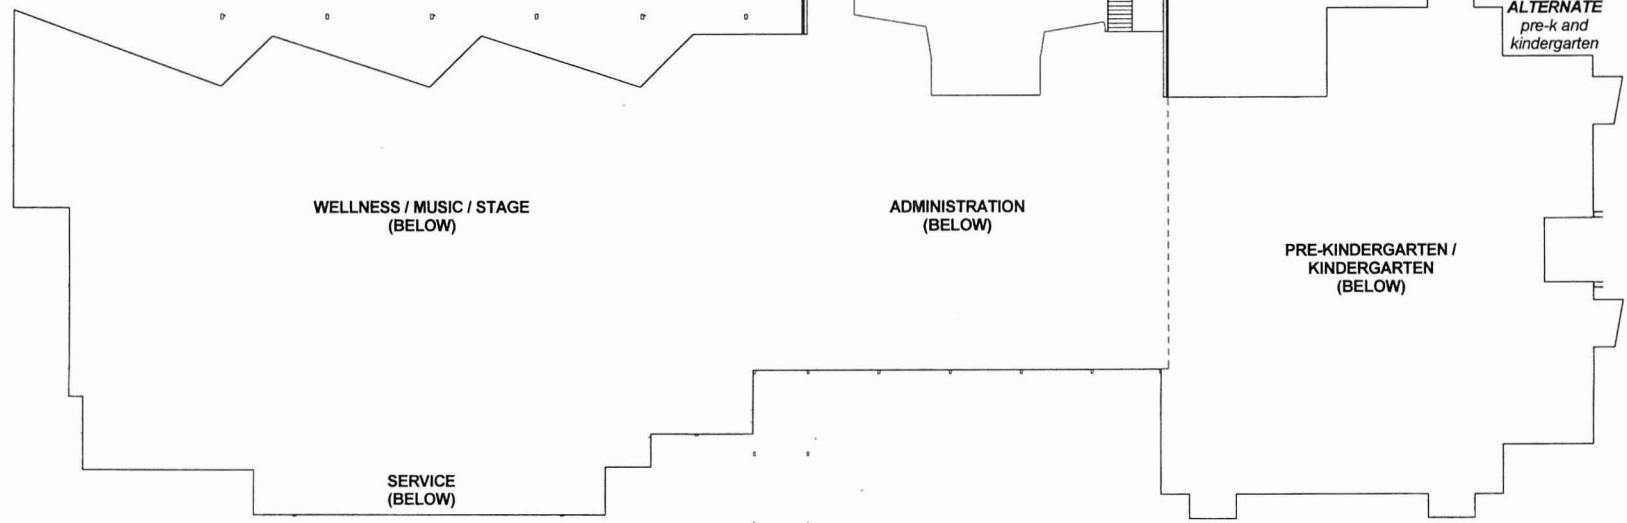 ALTERNATE
pre-k and
kindergarten
WELLNESS / MUSIC / STAGE
(BELOW)
ADMINISTRATION
(BELOW)
PRE-KINDERGARTEN /
KINDERGARTEN
(BELOW)
SERVICE
(BELOW)